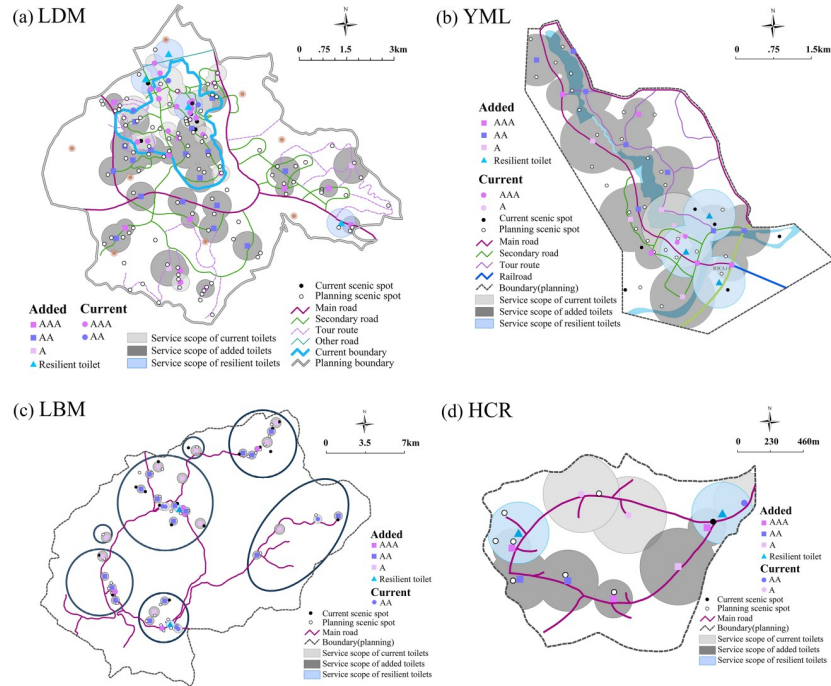 (a) LDM
N
0 .75 1.5 3km
Added Current
AAA AAA
AA AA
A
Resilient toilet
Service scope of current toilets
Service scope of added toilets
Service scope of resilient toilets
Current scenic spot
Planning scenic spot
Main road
Secondary road
Tour route
Other road
Current boundary
Planning boundary
(b) YML
N
0 .75 1.5km
Added
AAA
AA
A
Resilient toilet
Current
AAA
A
Current scenic spot
Planning scenic spot
Main road
Secondary road
Tour route
Railroad
Boundary(planning)
Service scope of current toilets
Service scope of added toilets
Service scope of resilient toilets
(c) LBM
N
0 3.5 7km
Added
AAA
AA
A
Resilient toilet
Current
AA
Current scenic spot
Planning scenic spot
Main road
Boundary(planning)
Service scope of current toilets
Service scope of added toilets
Service scope of resilient toilets
(d) HCR
N
0 230 460m
Added
AAA
AA
A
Resilient toilet
Current
AA
A
Current scenic spot
Planning scenic spot
Main road
Boundary(planning)
Service scope of current toilets
Service scope of added toilets
Service scope of resilient toilets